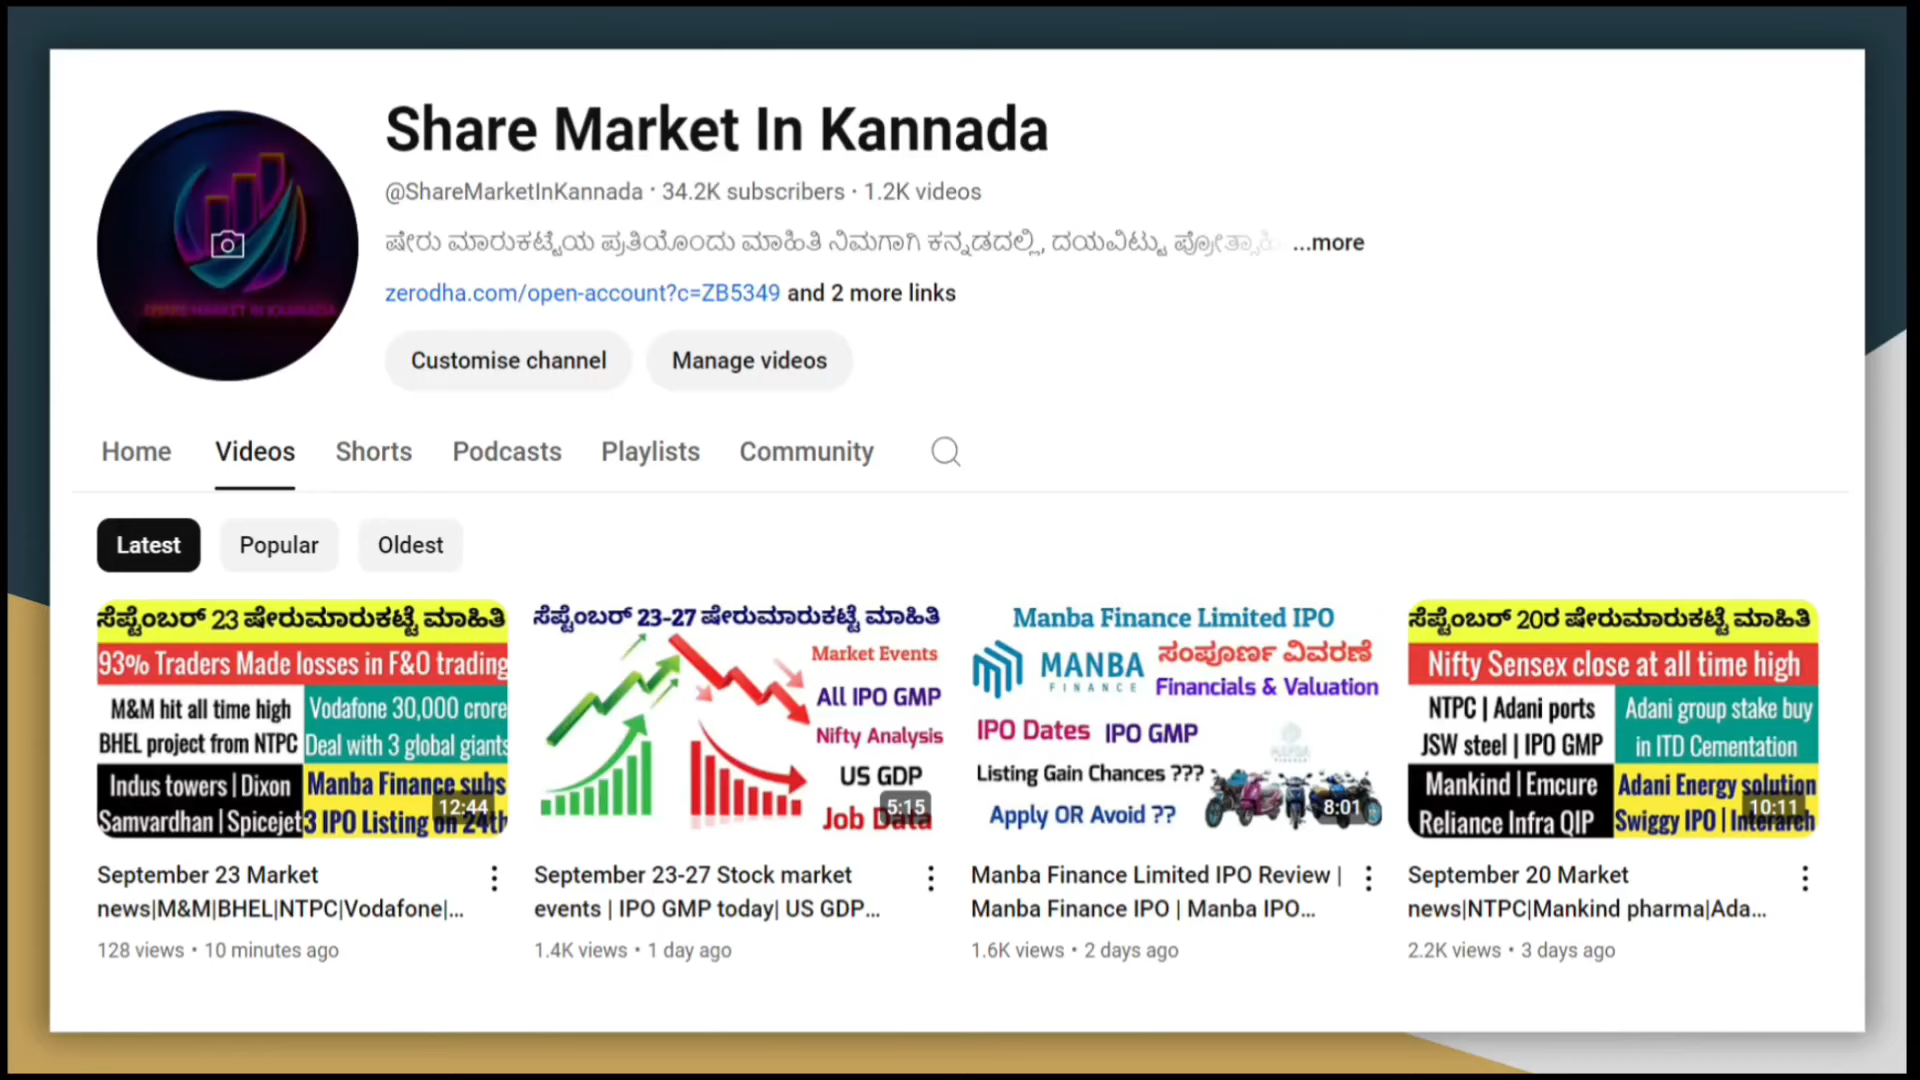 Share Market In Kannada
SHARE MARKET IN KANNADA
@ShareMarketInKannada · 34.2K subscribers · 1.2K videos
ಷೇರು ಮಾರುಕಟ್ಟೆಯ ಪ್ರತಿಯೊಂದು ಮಾಹಿತಿ ನಿಮಗಾಗಿ ಕನ್ನಡದಲ್ಲಿ, ದಯವಿಟ್ಟು ...more
zerodha.com/open-account?c=ZB5349 and 2 more links
Customise channel Manage videos
Home Videos Shorts Podcasts Playlists Community
Latest Popular Oldest
ಸೆಪ್ಟೆಂಬರ್ 23 ಷೇರುಮಾರುಕಟ್ಟೆ ಮಾಹಿತಿ
93% Traders Made losses in F&O trading
M&M hit all time high
BHEL project from NTPC
Vodafone 30,000 crore
Deal with 3 global giants
Indus towers | Dixon
Samvardhan | Spicejet
Manba Finance subs
3 IPO Listing on 24th
12:44
September 23 Market
news|M&M|BHEL|NTPC|Vodafone|...
128 views • 10 minutes ago
ಸೆಪ್ಟೆಂಬರ್ 23-27 ಷೇರುಮಾರುಕಟ್ಟೆ ಮಾಹಿತಿ
Market Events
All IPO GMP
Nifty Analysis
US GDP
Job Data
5:15
September 23-27 Stock market
events | IPO GMP today| US GDP...
1.4K views • 1 day ago
Manba Finance Limited IPO
MANBA
FINANCE
ಸಂಪೂರ್ಣ ವಿವರಣೆ
Financials & Valuation
IPO Dates IPO GMP
Listing Gain Chances ???
Apply OR Avoid ??
8:01
Manba Finance Limited IPO Review |
Manba Finance IPO | Manba IPO...
1.6K views • 2 days ago
ಸೆಪ್ಟೆಂಬರ್ 20ರ ಷೇರುಮಾರುಕಟ್ಟೆ ಮಾಹಿತಿ
Nifty Sensex close at all time high
NTPC | Adani ports
JSW steel | IPO GMP
Adani group stake buy
in ITD Cementation
Mankind | Emcure
Reliance Infra QIP
Adani Energy solution
Swiggy IPO | Interarch
10:11
September 20 Market
news|NTPC|Mankind pharma|Ada...
2.2K views • 3 days ago